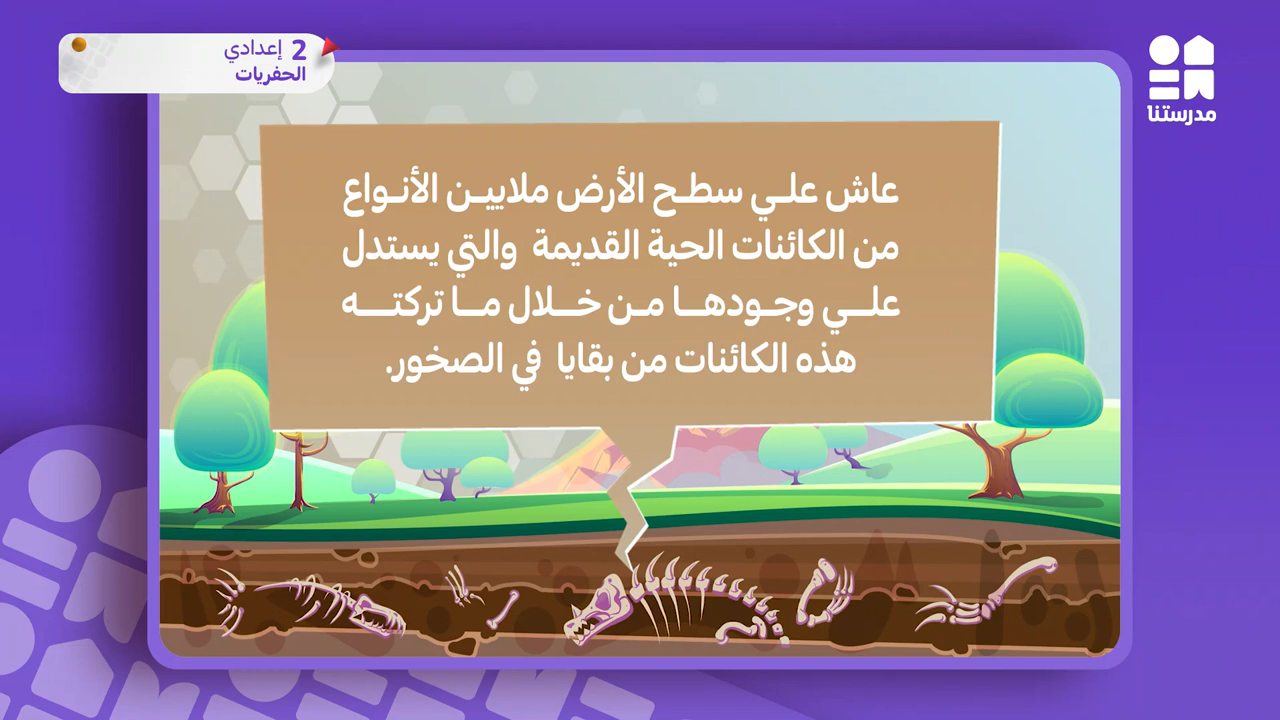 2 إعدادي
الحفريات
مدرستنا
عاش علي سطح الأرض ملايين الأنواع
من الكائنات الحية القديمة والتي يستدل
علي وجودها من خلال ما تركته
هذه الكائنات من بقايا في الصخور.